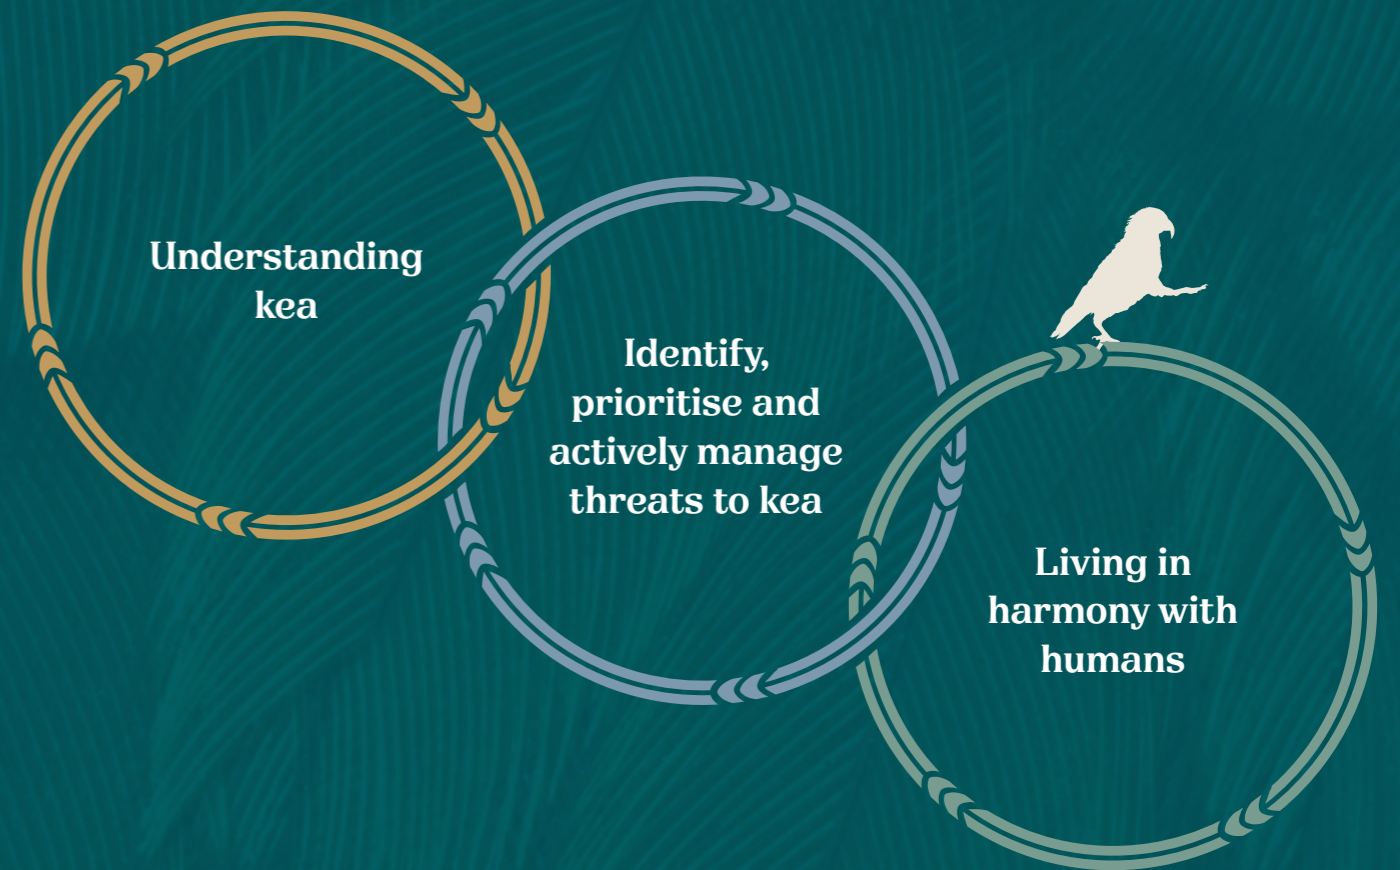 Understanding
kea
Identify,
prioritise and
actively manage
threats to kea
Living in
harmony with
humans